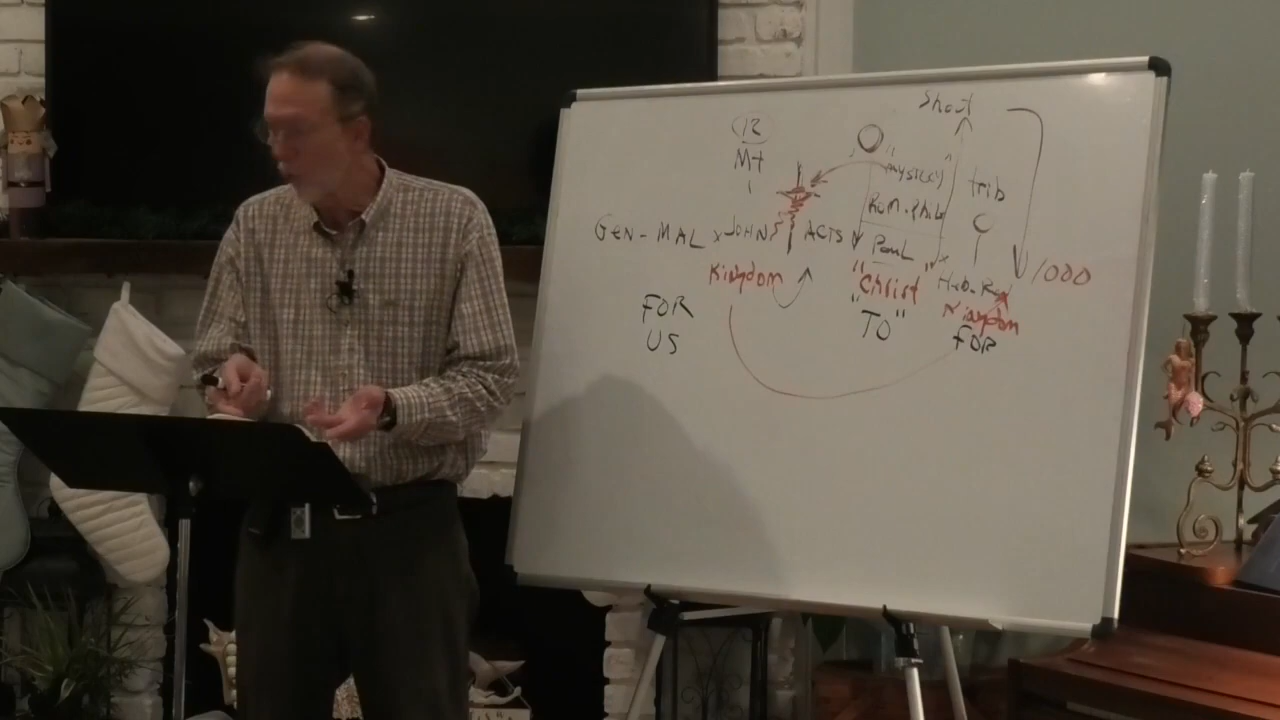 Shout
12
Mt
"mystery"
trib
Rom. Phile
GEN - MAL x JOHN ACTS
Paul
Heb. Rev
1000
Kingdom
"Christ"
Kingdom
FOR
US
"TO"
FOR